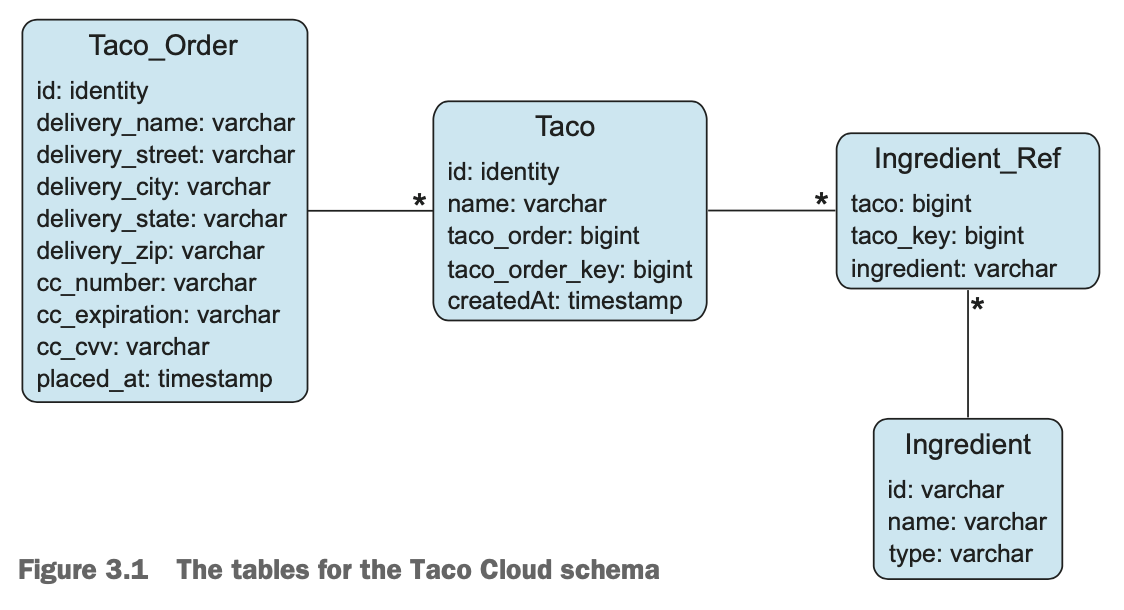 Taco_Order
id: identity
delivery_name: varchar
delivery_street: varchar
delivery_city: varchar
delivery_state: varchar
delivery_zip: varchar
cc_number: varchar
cc_expiration: varchar
cc_cvv: varchar
placed_at: timestamp
*
Taco
id: identity
name: varchar
taco_order: bigint
taco_order_key: bigint
createdAt: timestamp
*
Ingredient_Ref
taco: bigint
taco_key: bigint
ingredient: varchar
*
Ingredient
id: varchar
name: varchar
type: varchar
Figure 3.1 The tables for the Taco Cloud schema